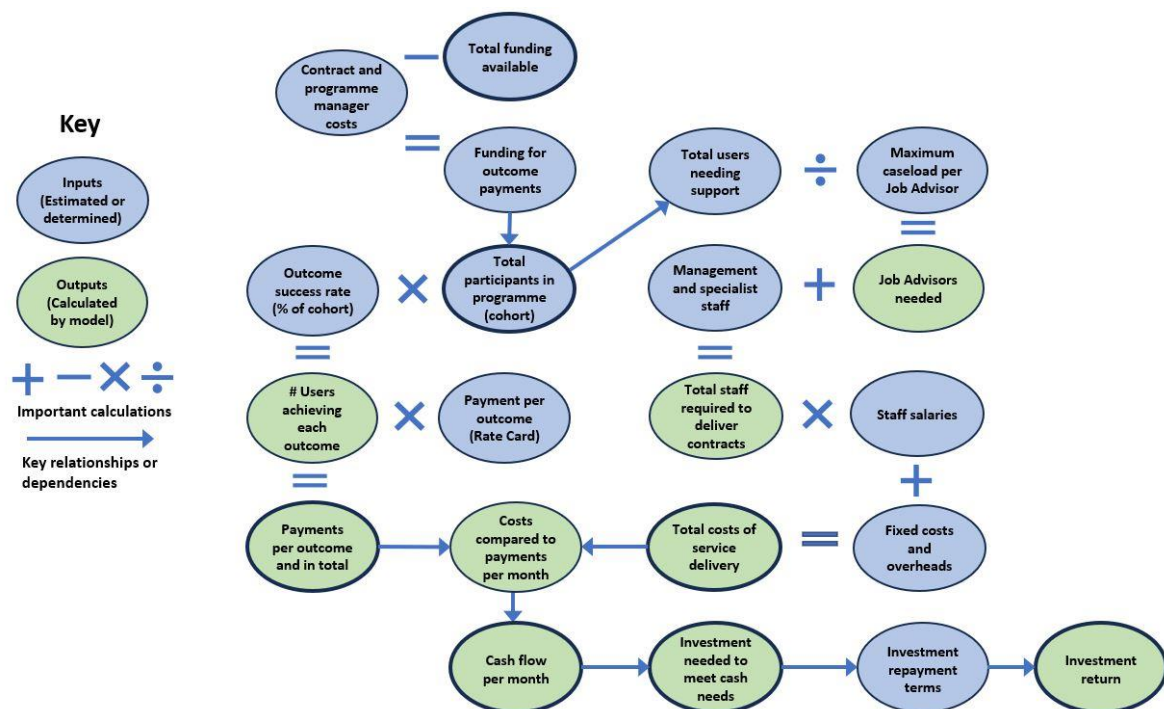 Total funding
available
Contract and
programme
manager
costs
Key
Inputs
(Estimated or
determined)
Funding for
outcome
payments
Total users
needing
support
Maximum
caseload per
Job Advisor
Outputs
(Calculated
by model)
Outcome
success rate
(% of cohort)
Total
participants in
programme
(cohort)
Management
and specialist
staff
Job Advisors
needed
Important calculations
Key relationships or
dependencies
# Users
achieving
each
outcome
Payment per
outcome
(Rate Card)
Total staff
required to
deliver
contracts
Staff salaries
Payments
per outcome
and in total
Costs
compared to
payments
per month
Total costs of
service
delivery
Fixed costs
and
overheads
Cash flow
per month
Investment
needed to
meet cash
needs
Investment
repayment
terms
Investment
return